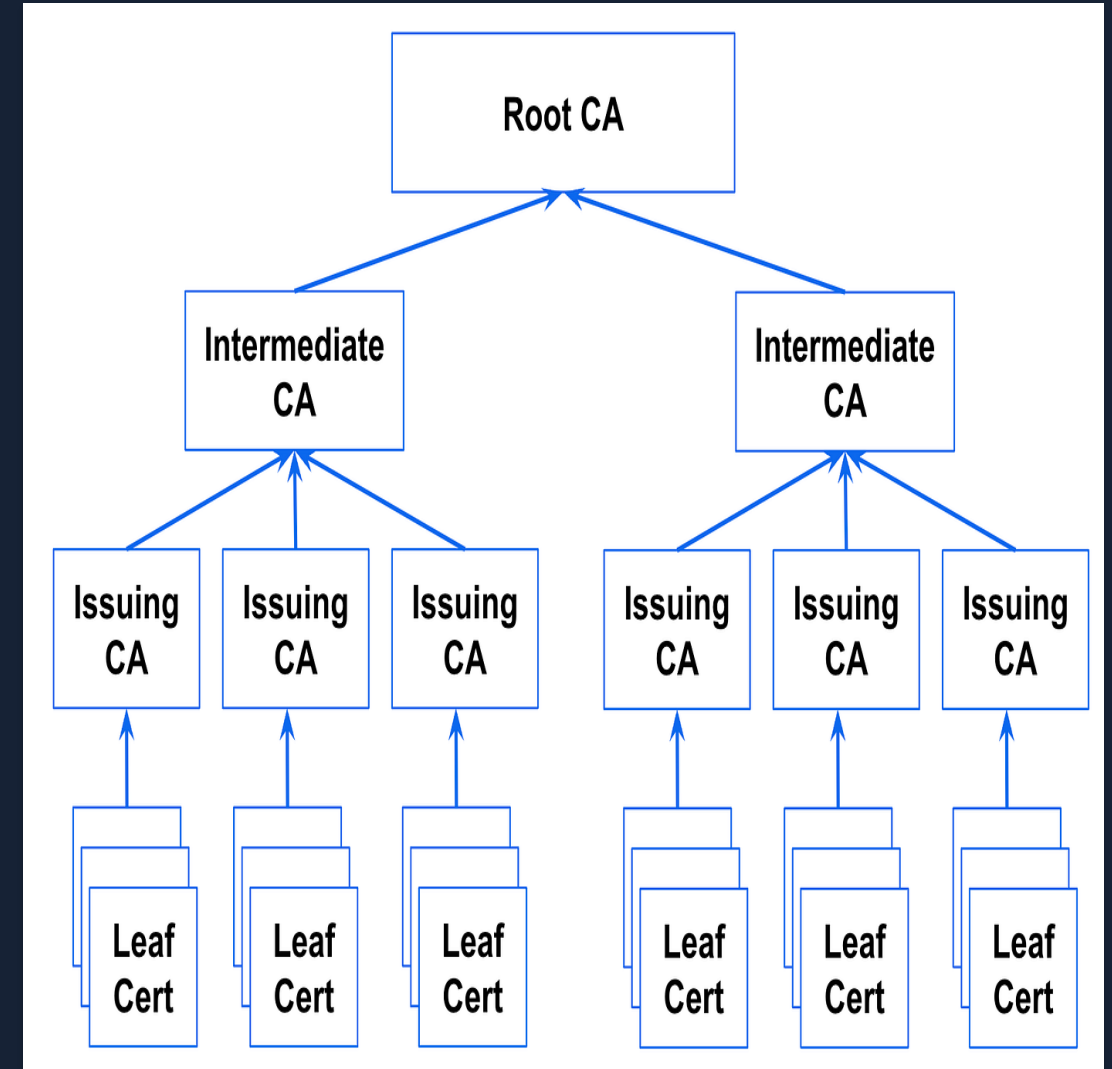 Root CA
Intermediate
CA
Intermediate
CA
Issuing
CA
Issuing
CA
Issuing
CA
Issuing
CA
Issuing
CA
Issuing
CA
Leaf
Cert
Leaf
Cert
Leaf
Cert
Leaf
Cert
Leaf
Cert
Leaf
Cert